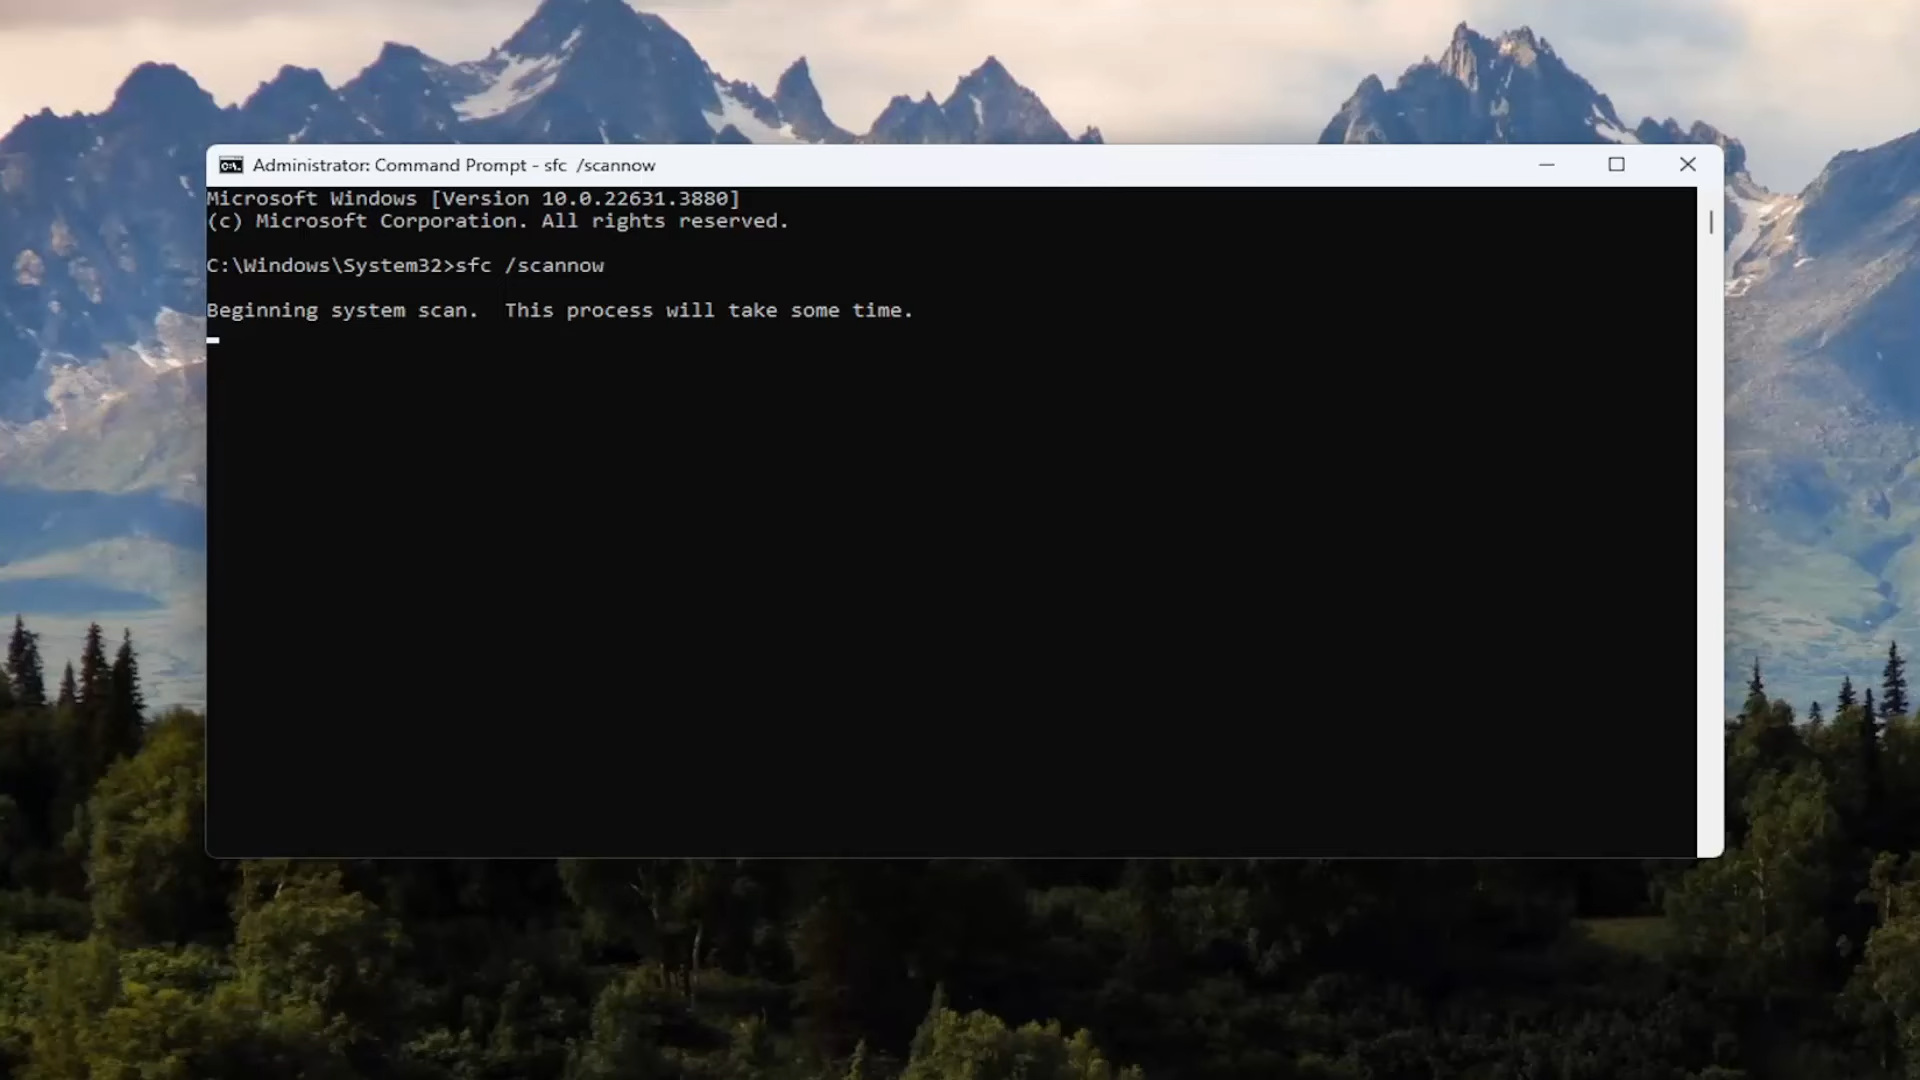 Administrator: Command Prompt - sfc  /scannow
Microsoft Windows [Version 10.0.22631.3880]
(c) Microsoft Corporation. All rights reserved.
C:\Windows\System32>sfc /scannow
Beginning system scan.  This process will take some time.